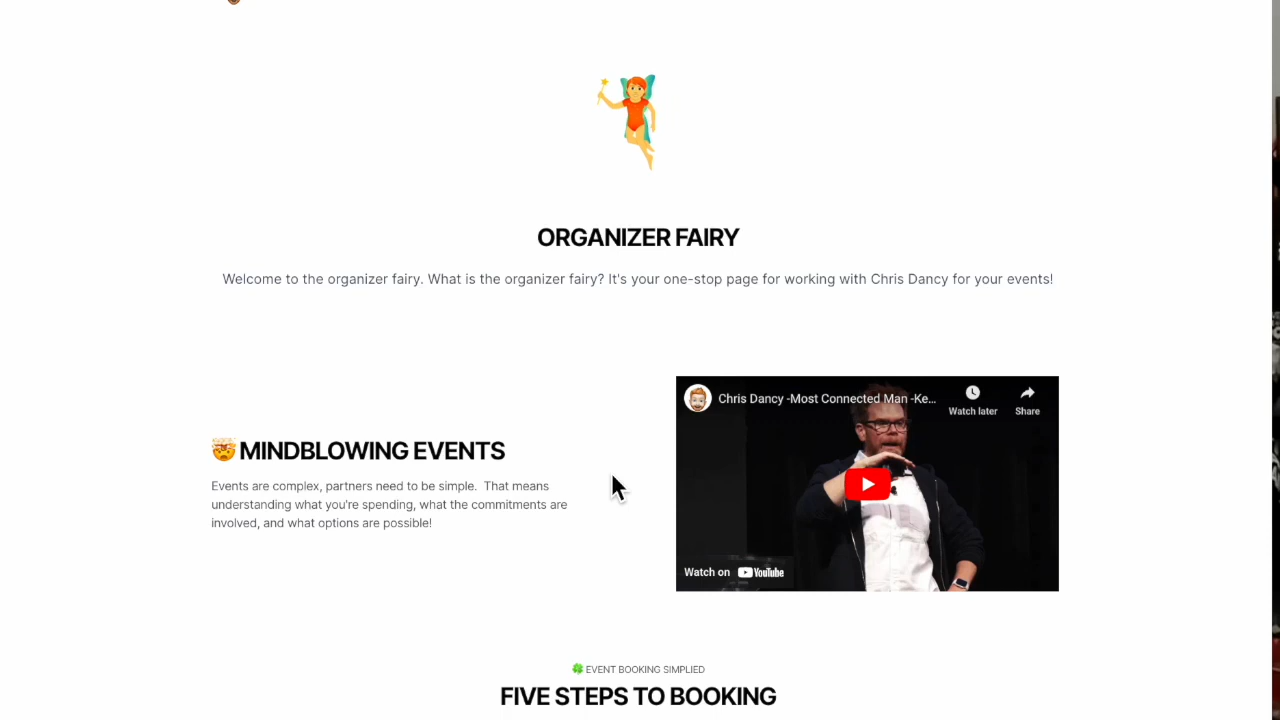 ORGANIZER FAIRY
Welcome to the organizer fairy. What is the organizer fairy? It's your one-stop page for working with Chris Dancy for your events!
🤯 MINDBLOWING EVENTS
Events are complex, partners need to be simple.  That means
understanding what you're spending, what the commitments are
involved, and what options are possible!
Chris Dancy -Most Connected Man -Ke...
Watch later
Share
Watch on YouTube
🍀 EVENT BOOKING SIMPLIED
FIVE STEPS TO BOOKING